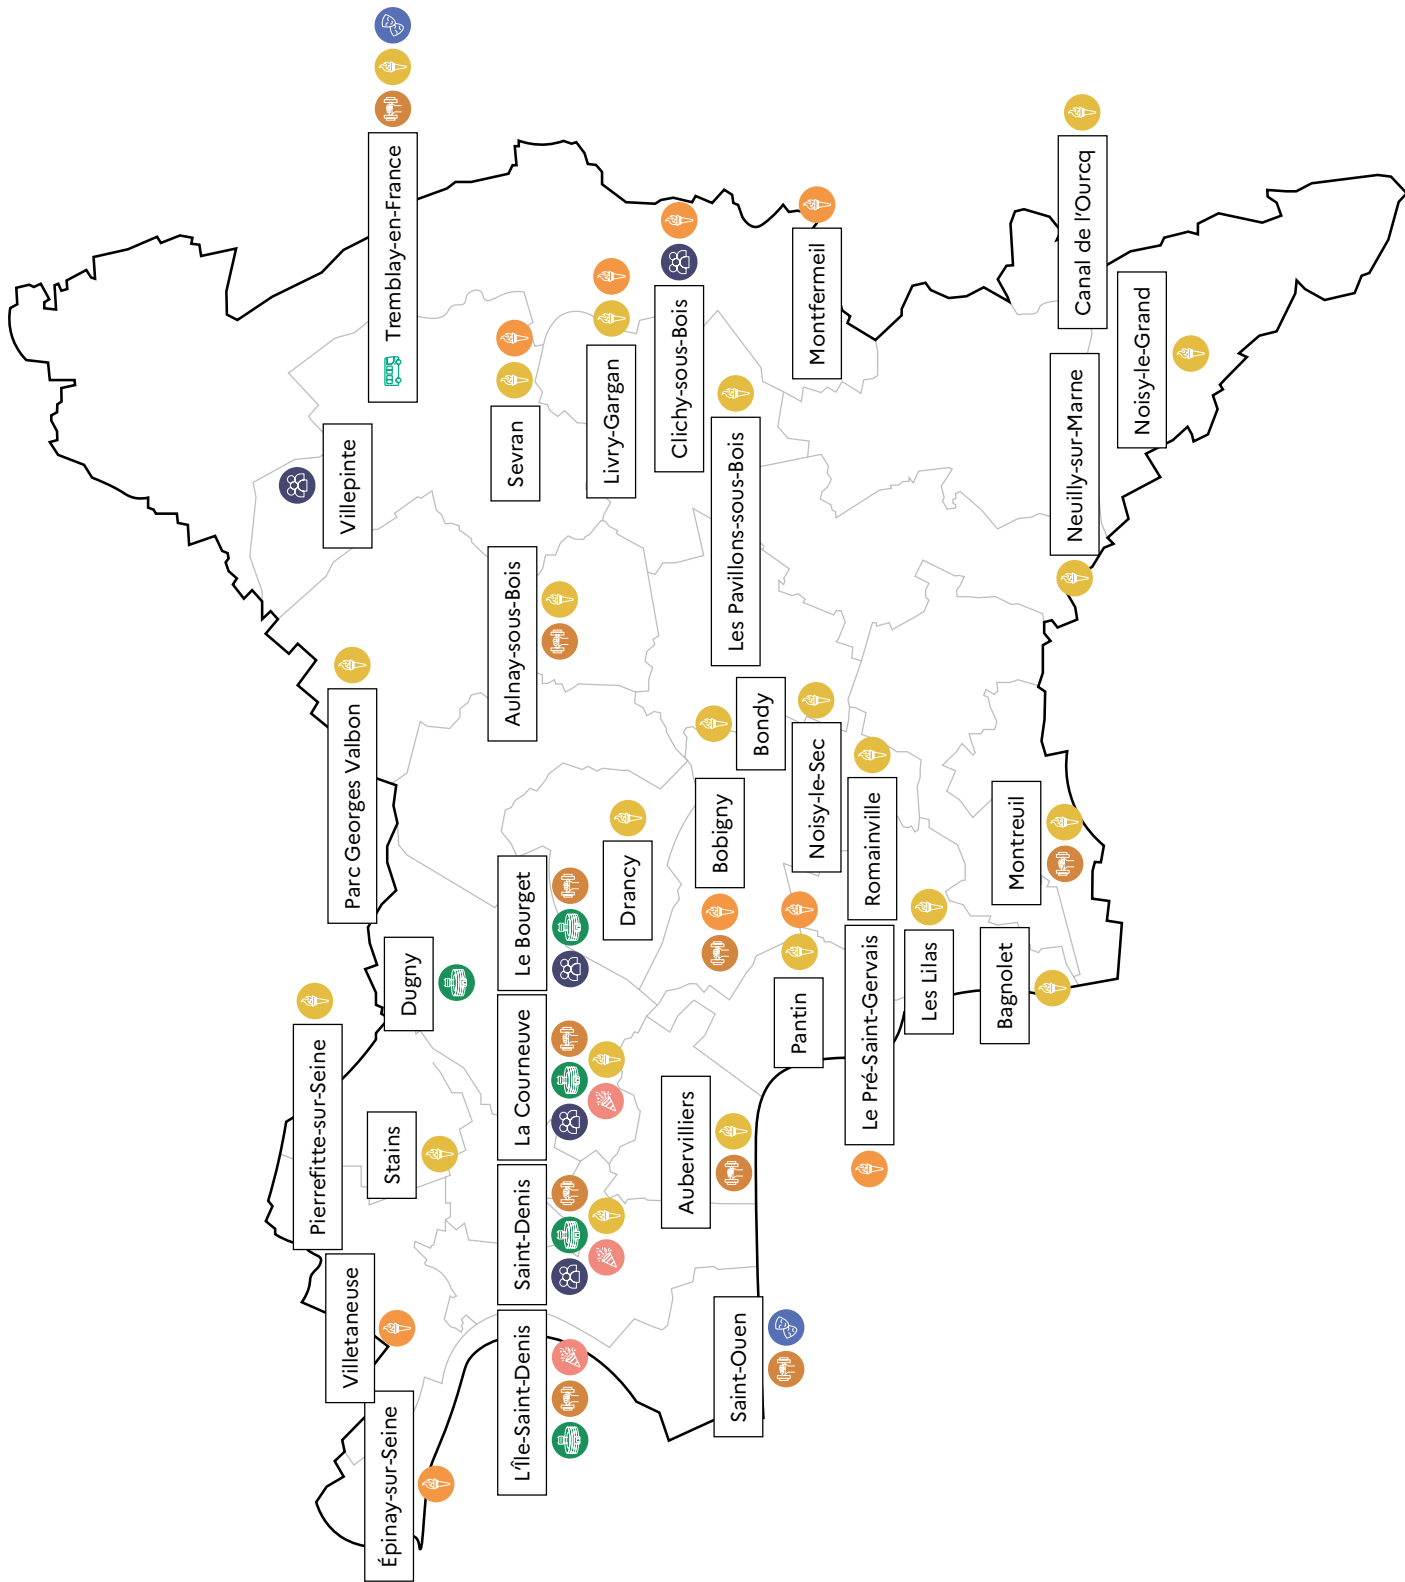 Épinay-sur-Seine
Villetaneuse
Pierrefitte-sur-Seine
Stains
Dugny
Parc Georges Valbon
Villepinte
Tremblay-en-France
L'Île-Saint-Denis
Saint-Denis
La Courneuve
Le Bourget
Aulnay-sous-Bois
Sevran
Drancy
Livry-Gargan
Clichy-sous-Bois
Aubervilliers
Bobigny
Les Pavillons-sous-Bois
Saint-Ouen
Bondy
Pantin
Noisy-le-Sec
Montfermeil
Le Pré-Saint-Gervais
Romainville
Les Lilas
Bagnolet
Montreuil
Neuilly-sur-Marne
Canal de l'Ourcq
Noisy-le-Grand